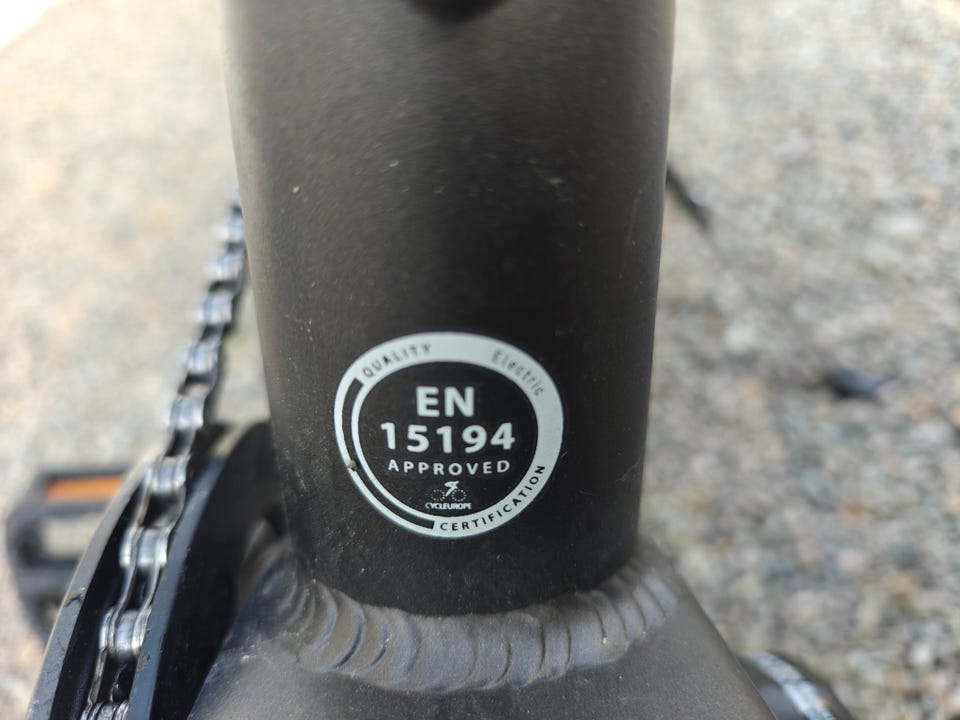 QUALITY
Electric
EN
15194
APPROVED
CYCLEUROPE
CERTIFICATION